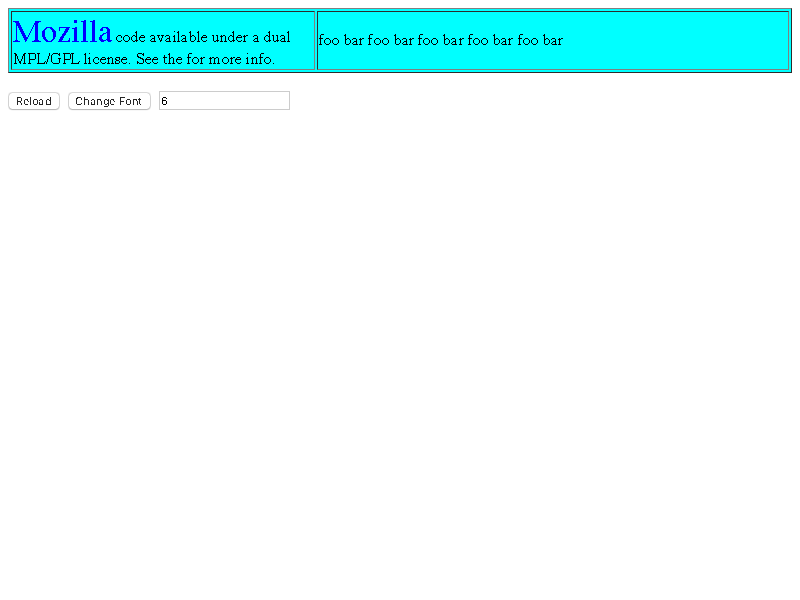 Mozilla code available under a dual
MPL/GPL license. See the for more info.
foo bar foo bar foo bar foo bar foo bar
Reload Change Font 6